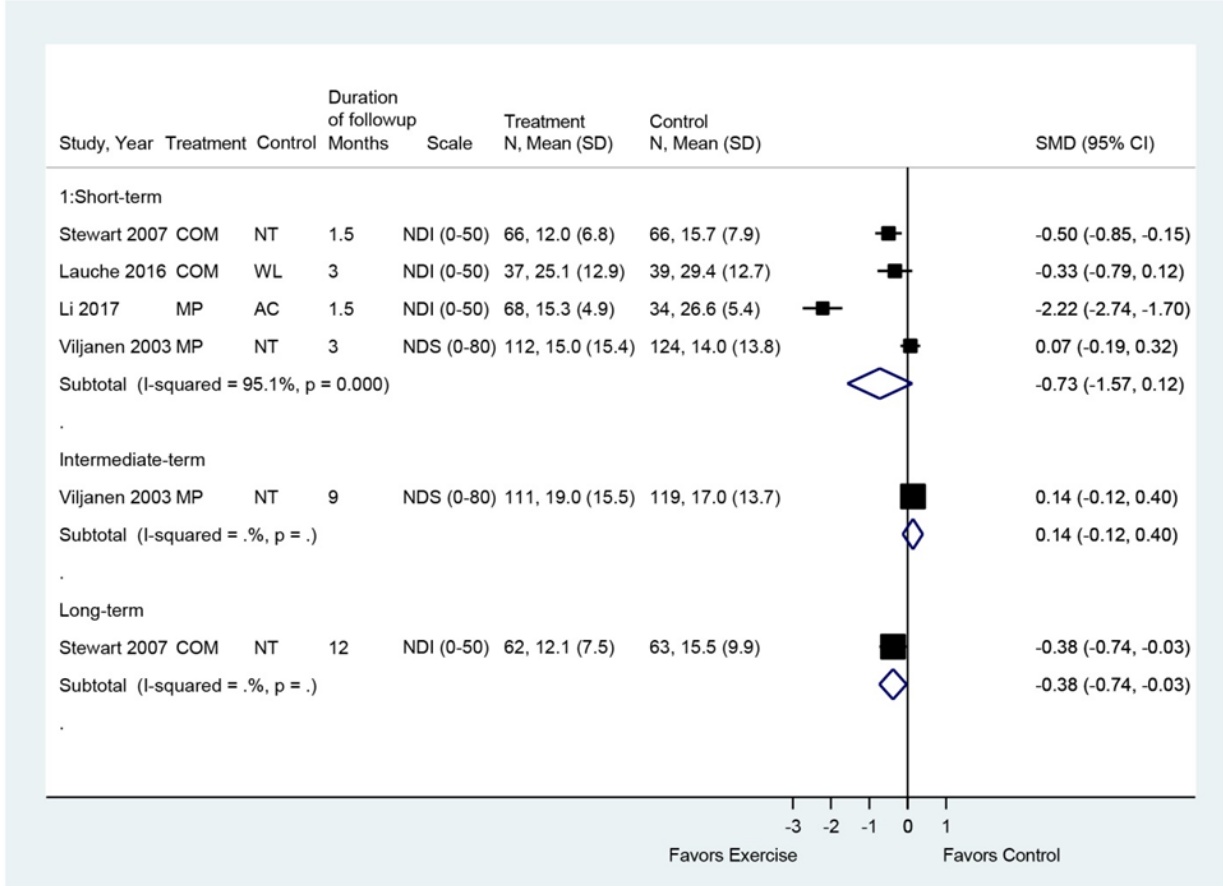 Duration
of followup
Treatment
Control
Study, Year Treatment Control Months Scale N, Mean (SD) N, Mean (SD) SMD (95% CI)
1:Short-term
Stewart 2007 COM NT 1.5 NDI (0-50) 66, 12.0 (6.8) 66, 15.7 (7.9) -0.50 (-0.85, -0.15)
Lauche 2016 COM WL 3 NDI (0-50) 37, 25.1 (12.9) 39, 29.4 (12.7) -0.33 (-0.79, 0.12)
Li 2017 MP AC 1.5 NDI (0-50) 68, 15.3 (4.9) 34, 26.6 (5.4) -2.22 (-2.74, -1.70)
Viljanen 2003 MP NT 3 NDS (0-80) 112, 15.0 (15.4) 124, 14.0 (13.8) 0.07 (-0.19, 0.32)
Subtotal (I-squared = 95.1%, p = 0.000) -0.73 (-1.57, 0.12)
.
Intermediate-term
Viljanen 2003 MP NT 9 NDS (0-80) 111, 19.0 (15.5) 119, 17.0 (13.7) 0.14 (-0.12, 0.40)
Subtotal (I-squared = .%, p = .) 0.14 (-0.12, 0.40)
.
Long-term
Stewart 2007 COM NT 12 NDI (0-50) 62, 12.1 (7.5) 63, 15.5 (9.9) -0.38 (-0.74, -0.03)
Subtotal (I-squared = .%, p = .) -0.38 (-0.74, -0.03)
.
-3 -2 -1 0 1
Favors Exercise Favors Control